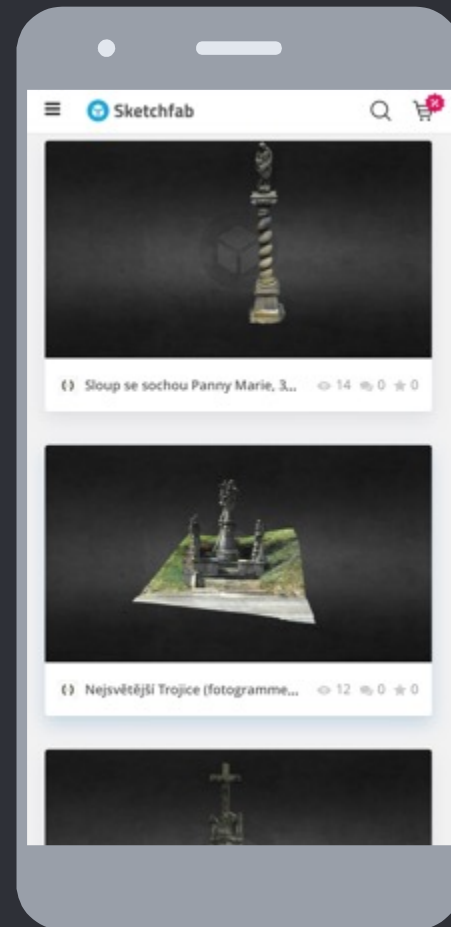 Sketchfab
Sloup se sochou Panny Marie, 3... 14 0 0
Nejsvětější Trojice (fotogramme... 12 0 0